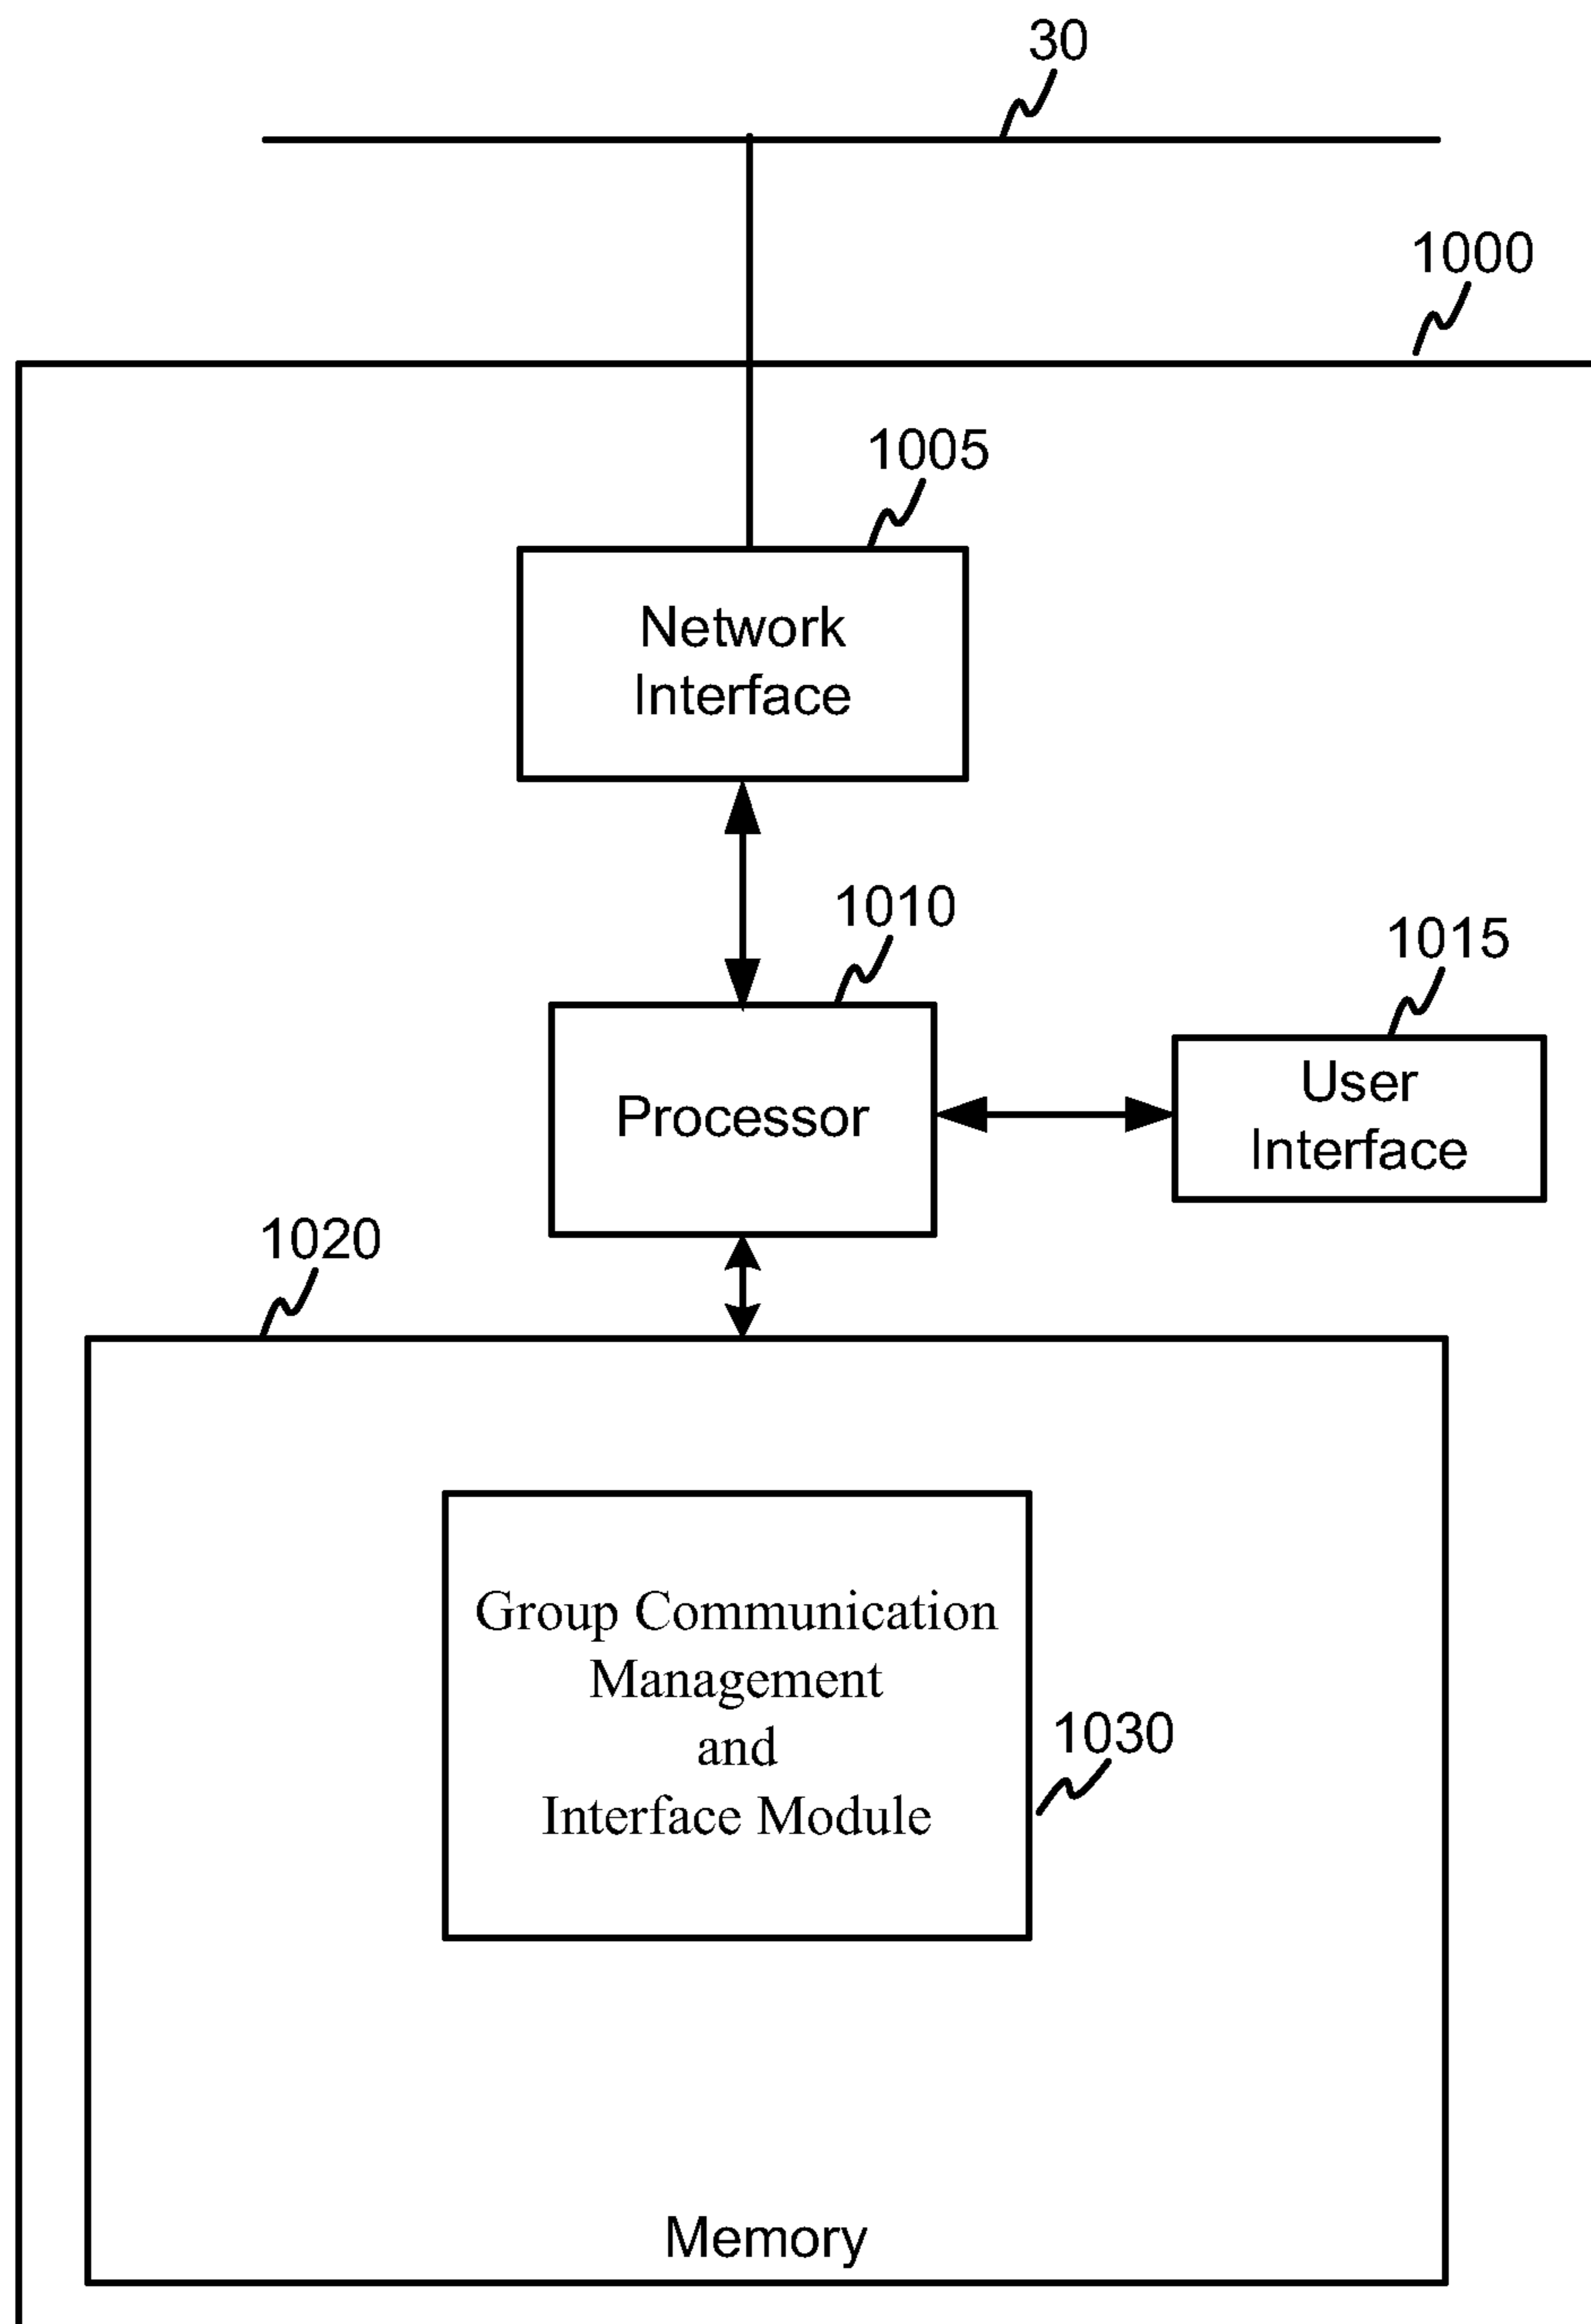 30
1000
1005
Network
Interface
1010
1015
Processor
User
Interface
1020
Group Communication
Management
and
Interface Module
1030
Memory